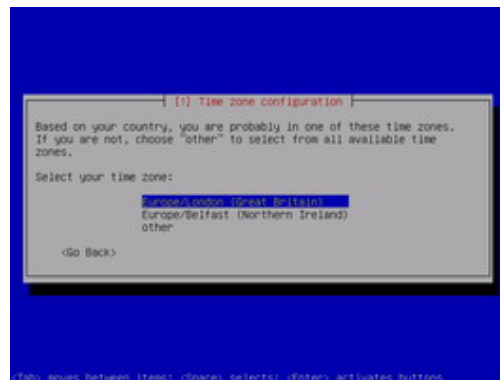 [!] Time zone configuration
Based on your country, you are probably in one of these time zones.
If you are not, choose "other" to select from all available time
zones.
Select your time zone:
Europe/London (Great Britain)
Europe/Belfast (Northern Ireland)
other
<Go Back>
<Tab> moves between items; <Space> selects; <Enter> activates buttons